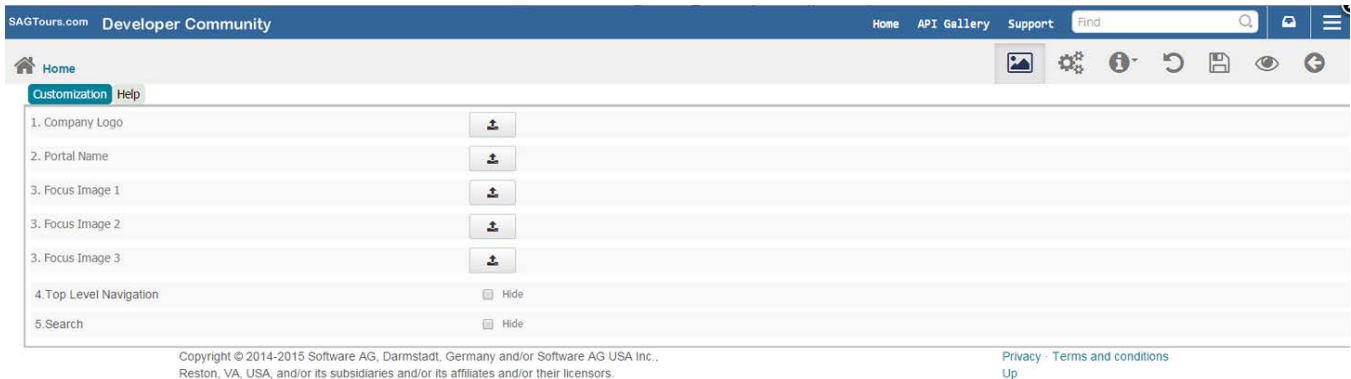 SAGTours.com Developer Community Home API Gallery Support Find
Home
Customization Help
1. Company Logo
2. Portal Name
3. Focus Image 1
3. Focus Image 2
3. Focus Image 3
4.Top Level Navigation Hide
5.Search Hide
Copyright © 2014-2015 Software AG, Darmstadt, Germany and/or Software AG USA Inc., Privacy · Terms and conditions
Reston, VA, USA, and/or its subsidiaries and/or its affiliates and/or their licensors. Up